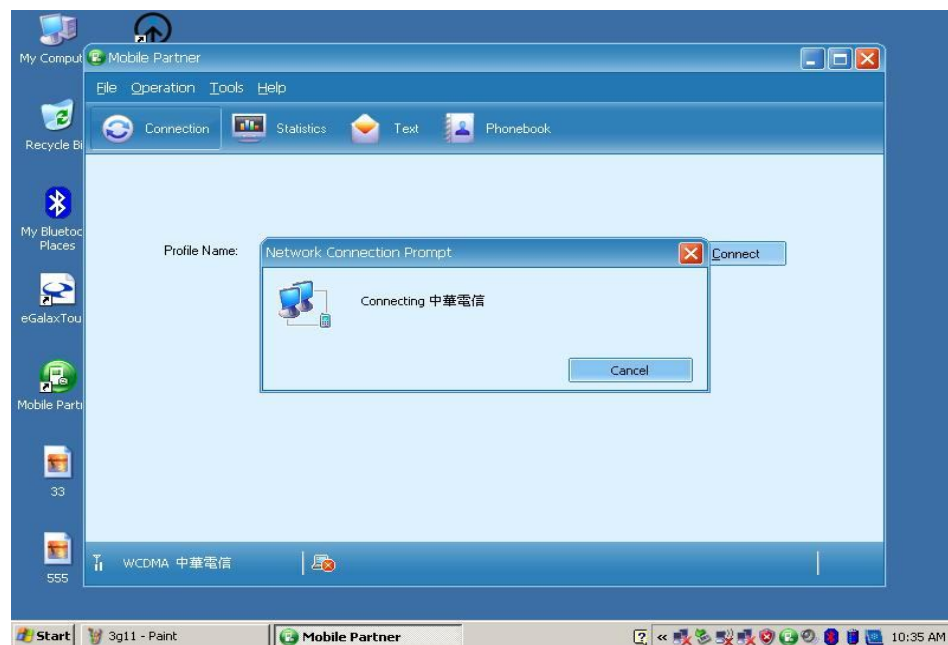 My Comput
Mobile Partner
File Operation Tools Help
Connection Statistics Text Phonebook
Recycle Bi
My Bluetoc
Places
Profile Name:
Network Connection Prompt
Connect
Connecting 中華電信
Cancel
eGalaxTou
Mobile Parti
33
555
WCDMA 中華電信
Start
3g11 - Paint
Mobile Partner
10:35 AM